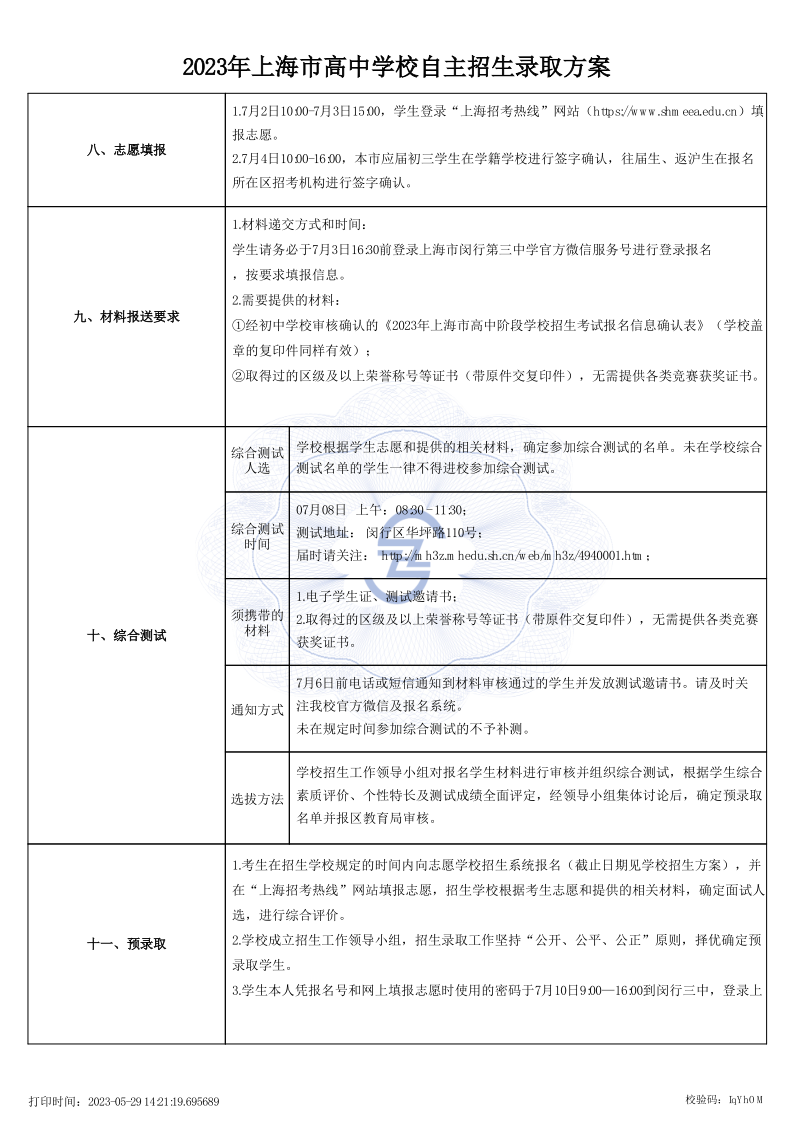 2023年上海市高中学校自主招生录取方案
八、志愿填报
1.7月2日10:00-7月3日15:00，学生登录“上海招考热线”网站（https://www.shmeea.edu.cn）填
报志愿。
2.7月4日10:00-16:00，本市应届初三学生在学籍学校进行签字确认，往届生、返沪生在报名
所在区招考机构进行签字确认。
九、材料报送要求
1.材料递交方式和时间：
学生请务必于7月3日16:30前登录上海市闵行第三中学官方微信服务号进行登录报名
，按要求填报信息。
2.需要提供的材料：
①经初中学校审核确认的《2023年上海市高中阶段学校招生考试报名信息确认表》（学校盖
章的复印件同样有效）；
②取得过的区级及以上荣誉称号等证书（带原件交复印件），无需提供各类竞赛获奖证书。
十、综合测试
综合测试
人选
学校根据学生志愿和提供的相关材料，确定参加综合测试的名单。未在学校综合
测试名单的学生一律不得进校参加综合测试。
综合测试
时间
07月08日 上午：08:30-11:30；
测试地址： 闵行区华坪路110号；
届时请关注： http://mh3z.mhedu.sh.cn/web/mh3z/4940001.htm；
须携带的
材料
1.电子学生证、测试邀请书；
2.取得过的区级及以上荣誉称号等证书（带原件交复印件），无需提供各类竞赛
获奖证书。
通知方式
7月6日前电话或短信通知到材料审核通过的学生并发放测试邀请书。请及时关
注我校官方微信及报名系统。
未在规定时间参加综合测试的不予补测。
选拔方法
学校招生工作领导小组对报名学生材料进行审核并组织综合测试，根据学生综合
素质评价、个性特长及测试成绩全面评定，经领导小组集体讨论后，确定预录取
名单并报区教育局审核。
十一、预录取
1.考生在招生学校规定的时间内向志愿学校招生系统报名（截止日期见学校招生方案），并
在“上海招考热线”网站填报志愿，招生学校根据考生志愿和提供的相关材料，确定面试人
选，进行综合评价。
2.学校成立招生工作领导小组，招生录取工作坚持“公开、公平、公正”原则，择优确定预
录取学生。
3.学生本人凭报名号和网上填报志愿时使用的密码于7月10日9:00—16:00到闵行三中，登录上
打印时间：2023-05-29 14:21:19.695689
校验码：IqYhOM